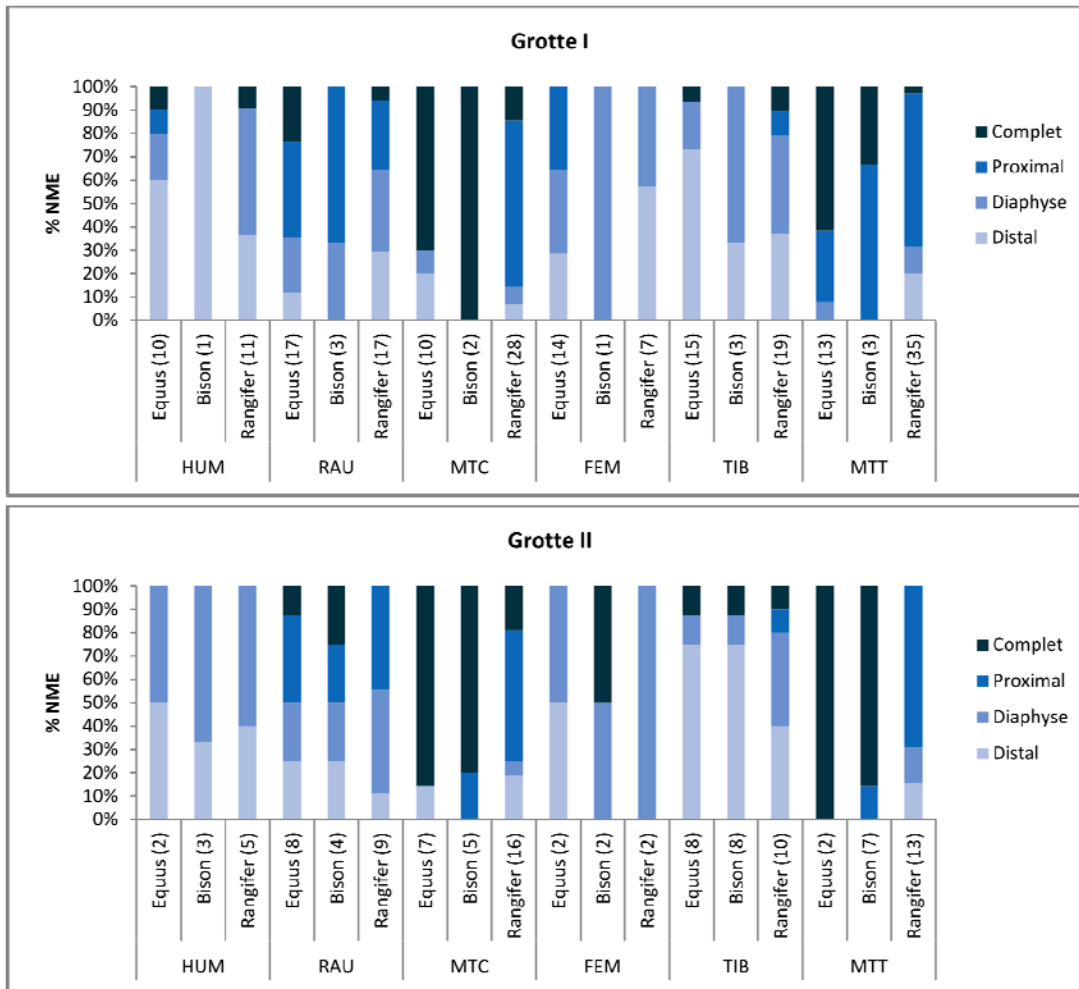 Grotte I
% NME
100%
90%
80%
70%
60%
50%
40%
30%
20%
10%
0%
Complet
Proximal
Diaphyse
Distal
Equus (10)
Bison (1)
Rangifer (11)
Equus (17)
Bison (3)
Rangifer (17)
Equus (10)
Bison (2)
Rangifer (28)
Equus (14)
Bison (1)
Rangifer (7)
Equus (15)
Bison (3)
Rangifer (19)
Equus (13)
Bison (3)
Rangifer (35)
HUM RAU MTC FEM TIB MTT
Grotte II
% NME
100%
90%
80%
70%
60%
50%
40%
30%
20%
10%
0%
Complet
Proximal
Diaphyse
Distal
Equus (2)
Bison (3)
Rangifer (5)
Equus (8)
Bison (4)
Rangifer (9)
Equus (7)
Bison (5)
Rangifer (16)
Equus (2)
Bison (2)
Rangifer (2)
Equus (8)
Bison (8)
Rangifer (10)
Equus (2)
Bison (7)
Rangifer (13)
HUM RAU MTC FEM TIB MTT